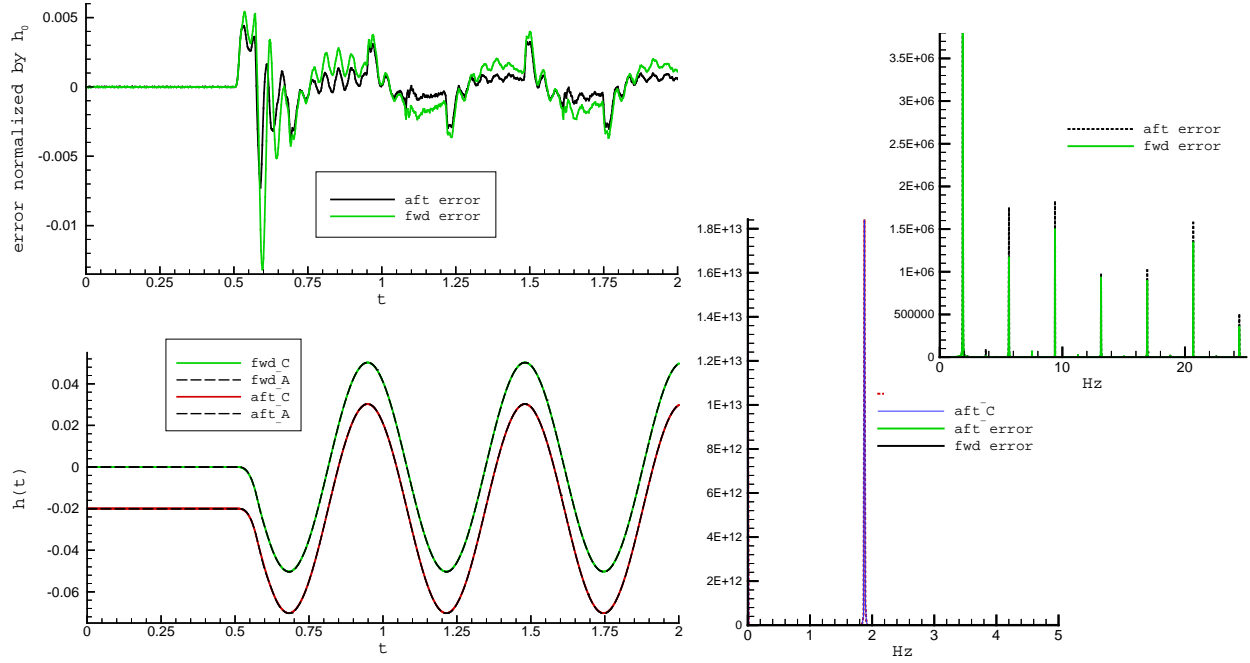 error normalized by h0
0.005
0
-0.005
-0.01
aft error
fwd error
0 0.25 0.5 0.75 1 1.25 1.5 1.75 2
t
h(t)
0.04
0.02
0
-0.02
-0.04
-0.06
fwd_C
fwd_A
aft_C
aft_A
0 0.25 0.5 0.75 1 1.25 1.5 1.75 2
t
1.8E+13
1.6E+13
1.4E+13
1.2E+13
1E+13
8E+12
6E+12
4E+12
2E+12
0
aft_C
aft error
fwd error
0 1 2 3 4 5
Hz
3.5E+06
3E+06
2.5E+06
2E+06
1.5E+06
1E+06
500000
0
aft error
fwd error
0 10 20
Hz